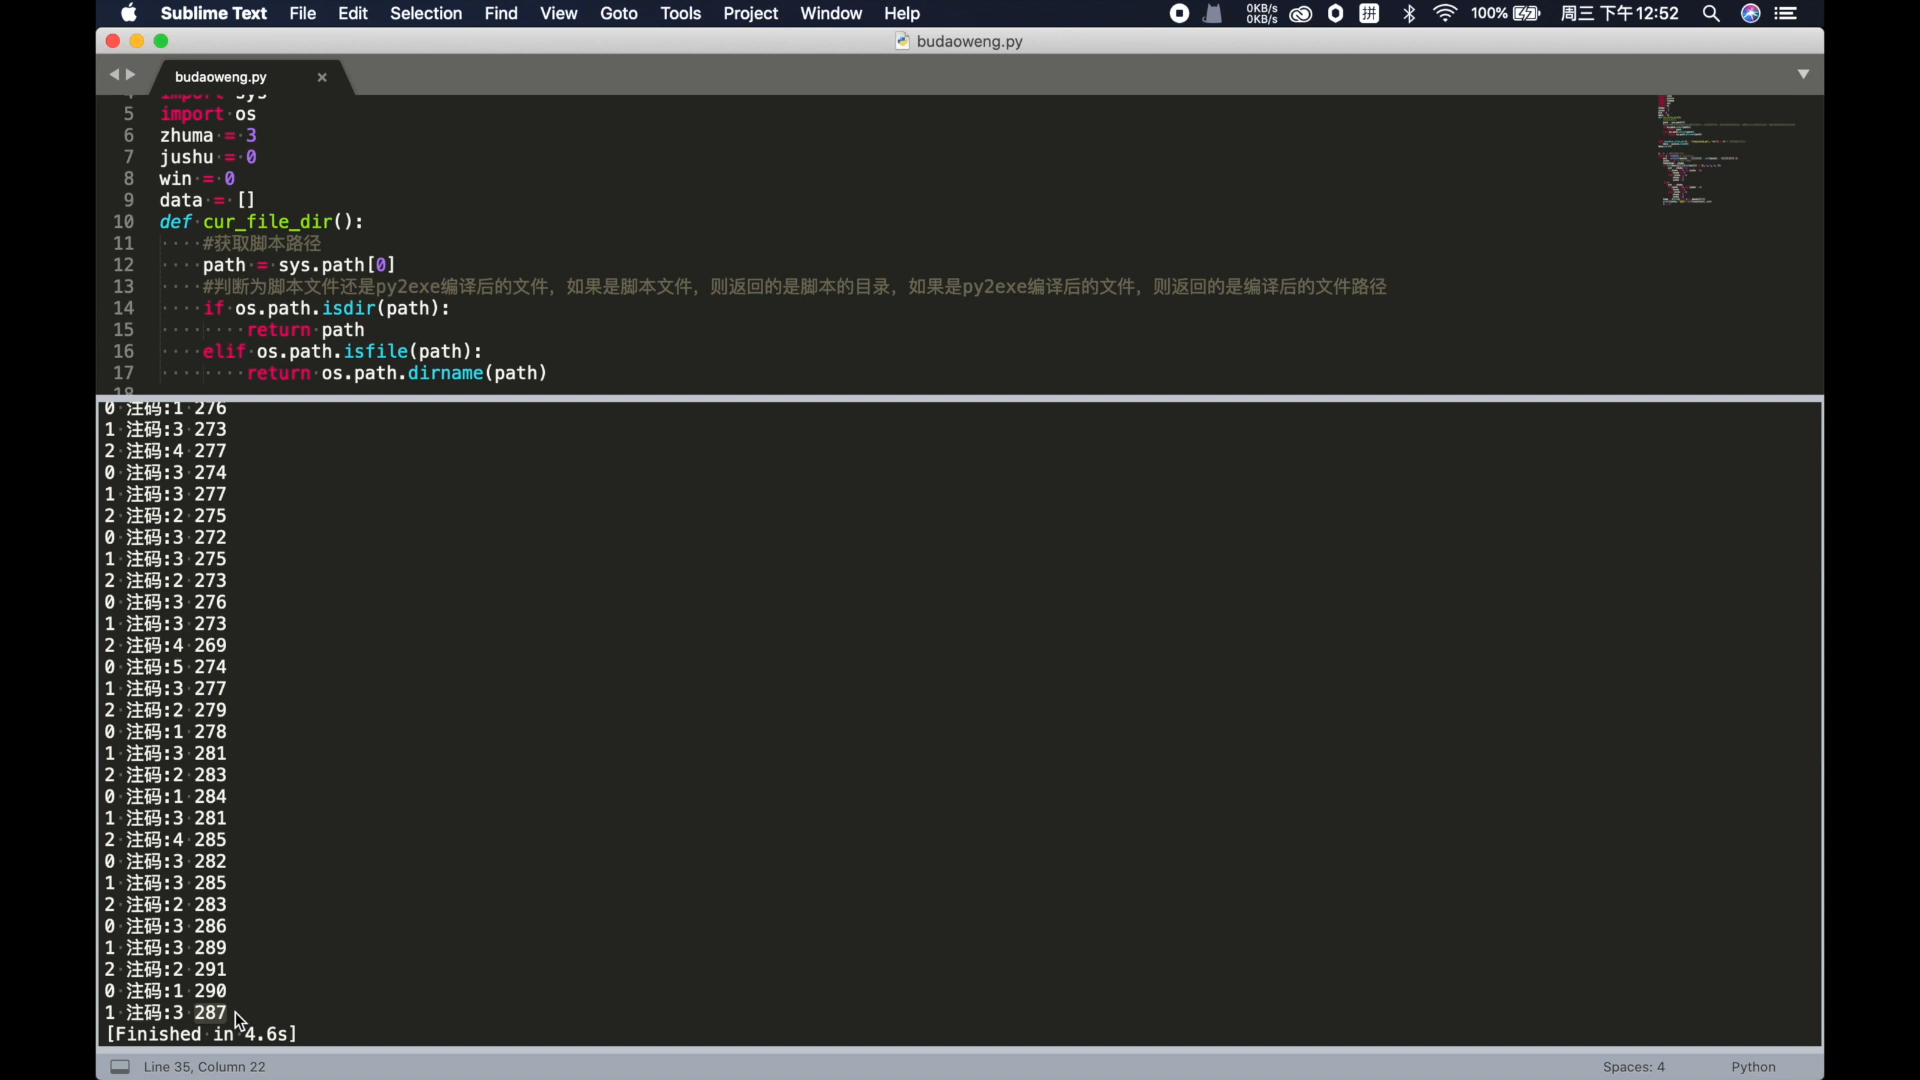 Sublime Text File Edit Selection Find View Goto Tools Project Window Help 0KB/s 0KB/s 拼 100% 周三 下午12:52
budaoweng.py
budaoweng.py
4 import sys
5 import os
6 zhuma = 3
7 jushu = 0
8 win = 0
9 data = []
10 def cur_file_dir():
11 #获取脚本路径
12 path = sys.path[0]
13 #判断为脚本文件还是py2exe编译后的文件，如果是脚本文件，则返回的是脚本的目录，如果是py2exe编译后的文件，则返回的是编译后的文件路径
14 if os.path.isdir(path):
15 return path
16 elif os.path.isfile(path):
17 return os.path.dirname(path)
18
0 注码:1 276
1 注码:3 273
2 注码:4 277
0 注码:3 274
1 注码:3 277
2 注码:2 275
0 注码:3 272
1 注码:3 275
2 注码:2 273
0 注码:3 276
1 注码:3 273
2 注码:4 269
0 注码:5 274
1 注码:3 277
2 注码:2 279
0 注码:1 278
1 注码:3 281
2 注码:2 283
0 注码:1 284
1 注码:3 281
2 注码:4 285
0 注码:3 282
1 注码:3 285
2 注码:2 283
0 注码:3 286
1 注码:3 289
2 注码:2 291
0 注码:1 290
1 注码:3 287
[Finished in 4.6s]
Line 35, Column 22 Spaces: 4 Python